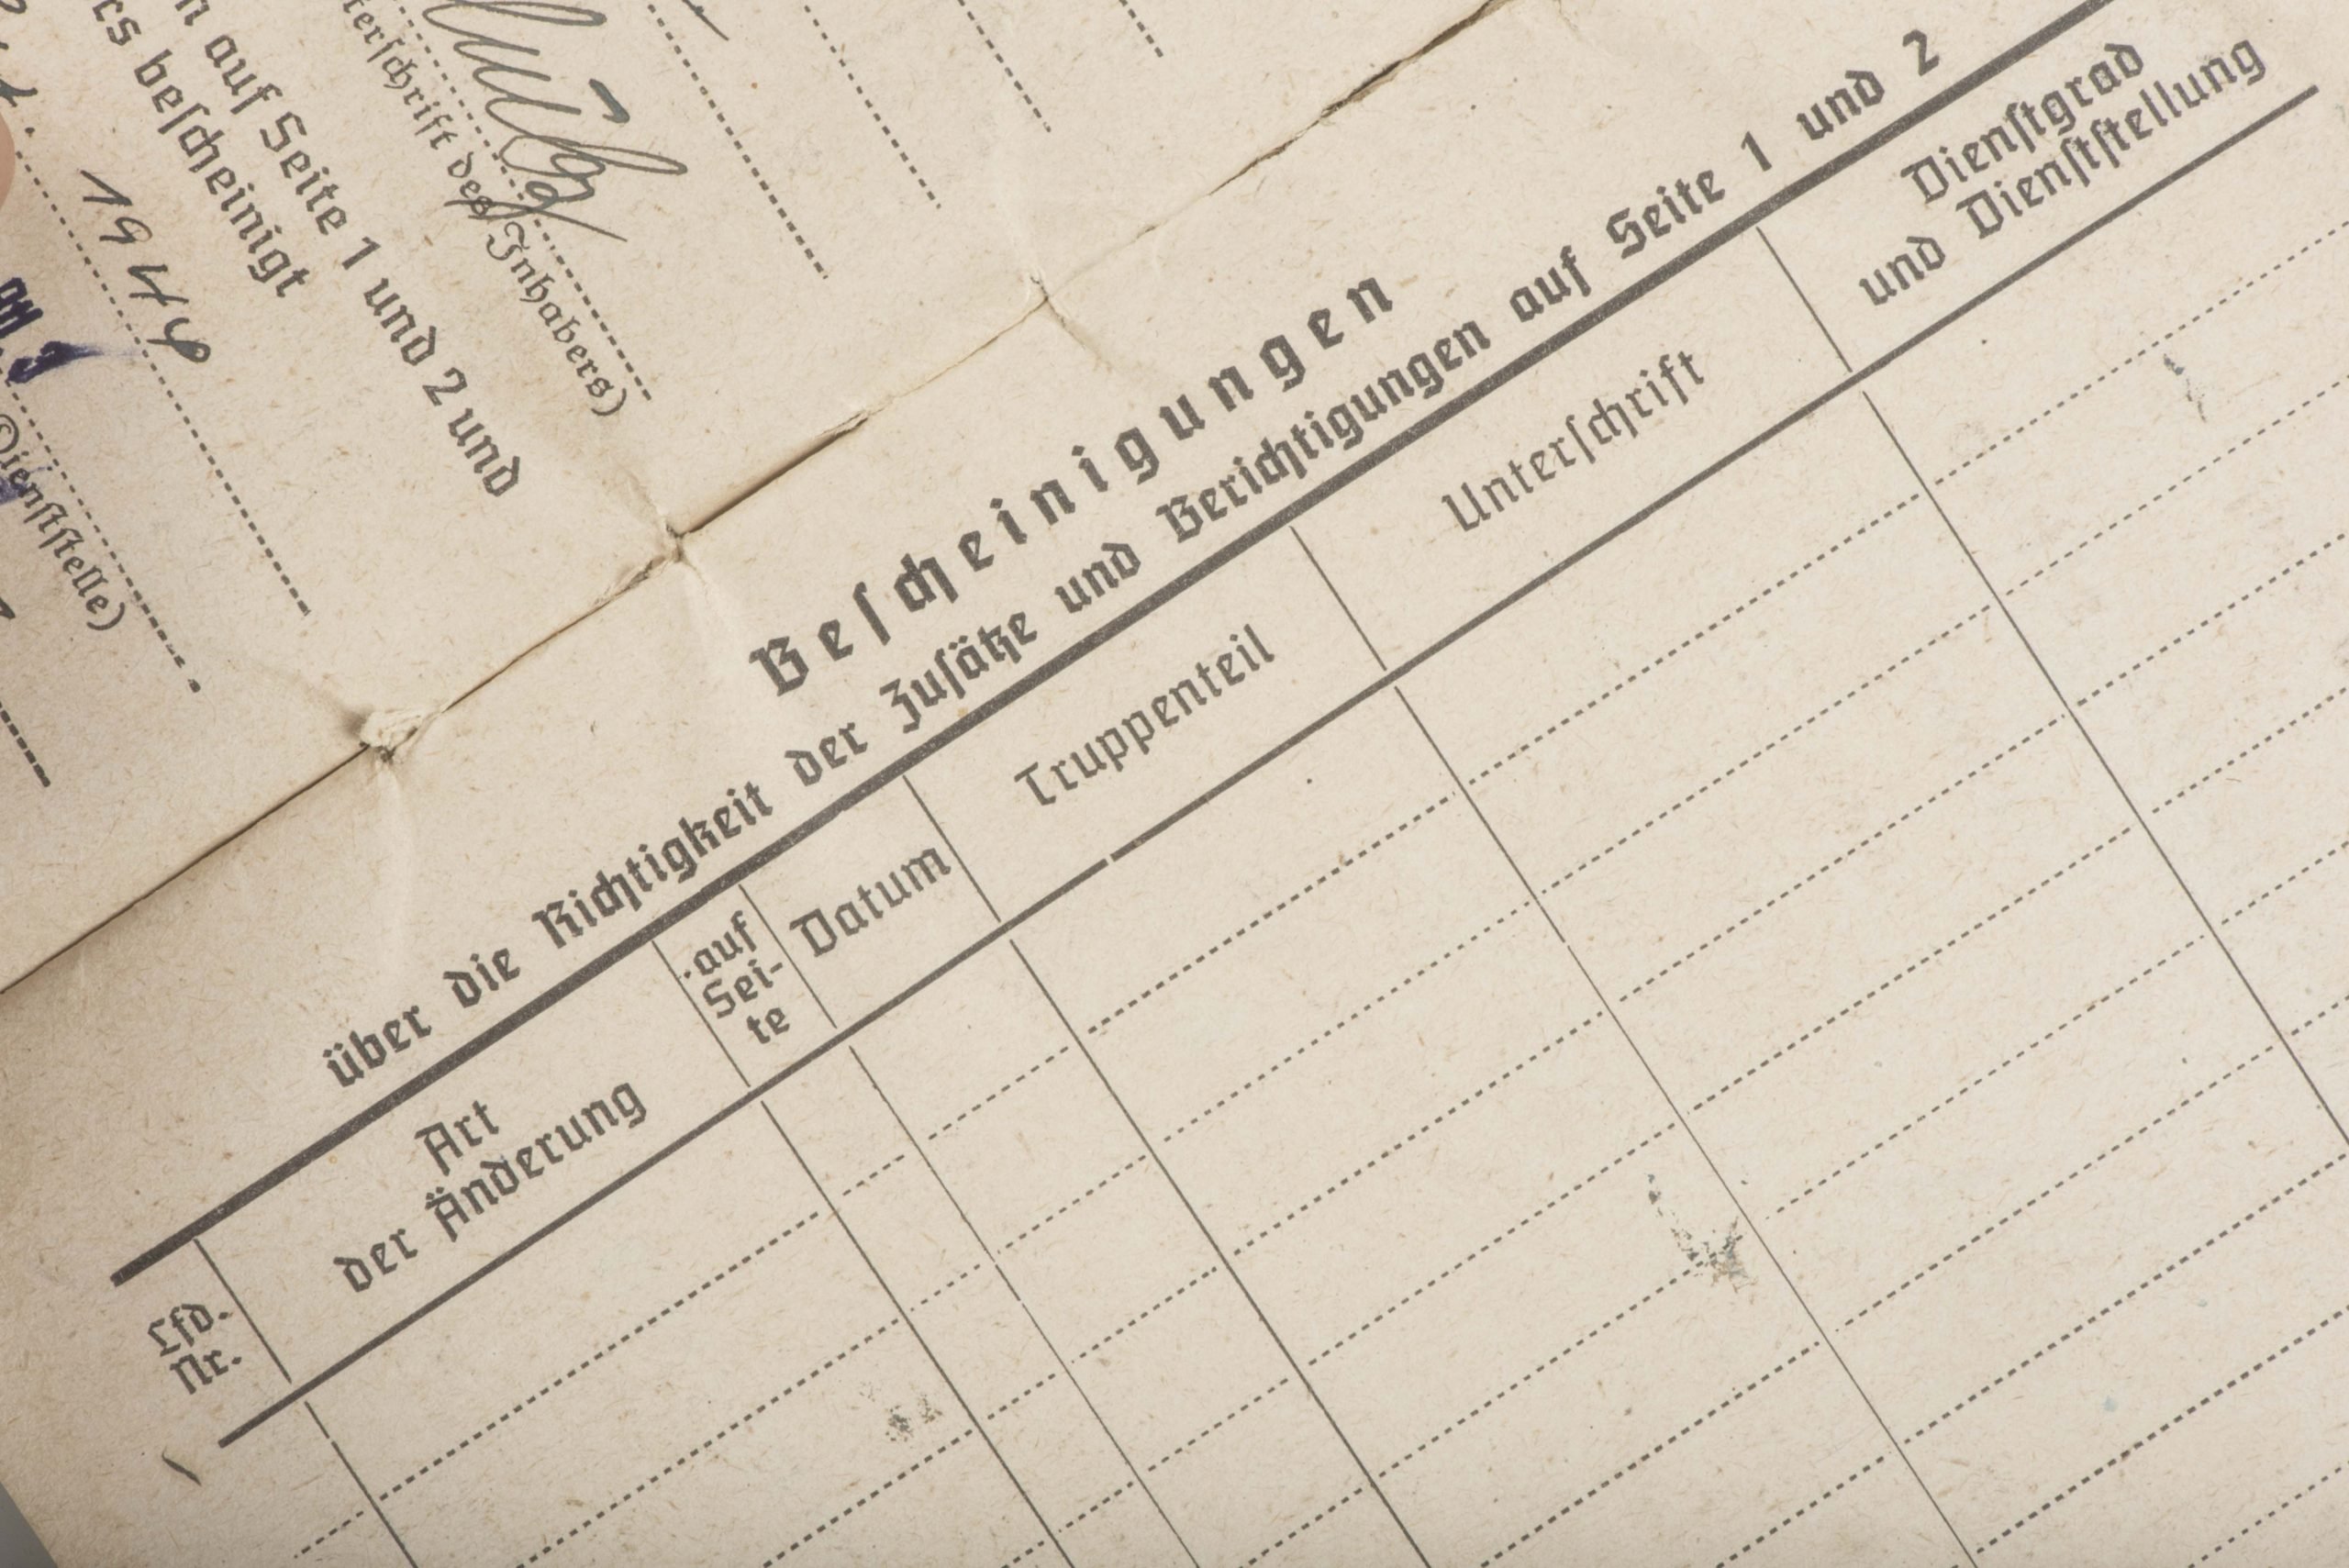 n auf Seite 1 und 2 und
rs beſcheinigt
terſchrift des Inhabers)
1944
Dienſtſtelle)
Beſcheinigungen
über die Richtigkeit der Zuſätze und Berichtigungen auf Seite 1 und 2
Lfd.
Nr.
Art
der Änderung
auf
Sei-
te
Datum
Truppenteil
Unterſchrift
Dienſtgrad
und Dienſtſtellung